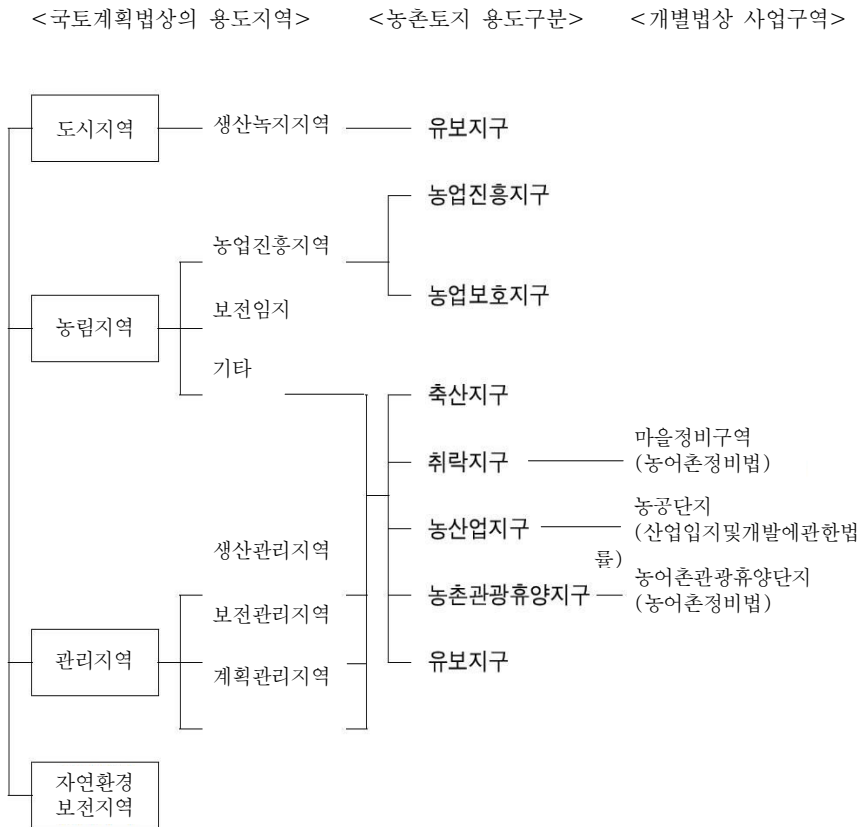 <국토계획법상의 용도지역> <농촌토지 용도구분> <개별법상 사업구역>
도시지역 생산녹지지역 유보지구
농업진흥지구
농업진흥지역
농업보호지구
농림지역 보전임지
기타
축산지구
취락지구 마을정비구역
(농어촌정비법)
농산업지구 농공단지
(산업입지및개발에관한법
률)
생산관리지역
농촌관광휴양지구 농어촌관광휴양단지
(농어촌정비법)
보전관리지역
관리지역 유보지구
계획관리지역
자연환경
보전지역